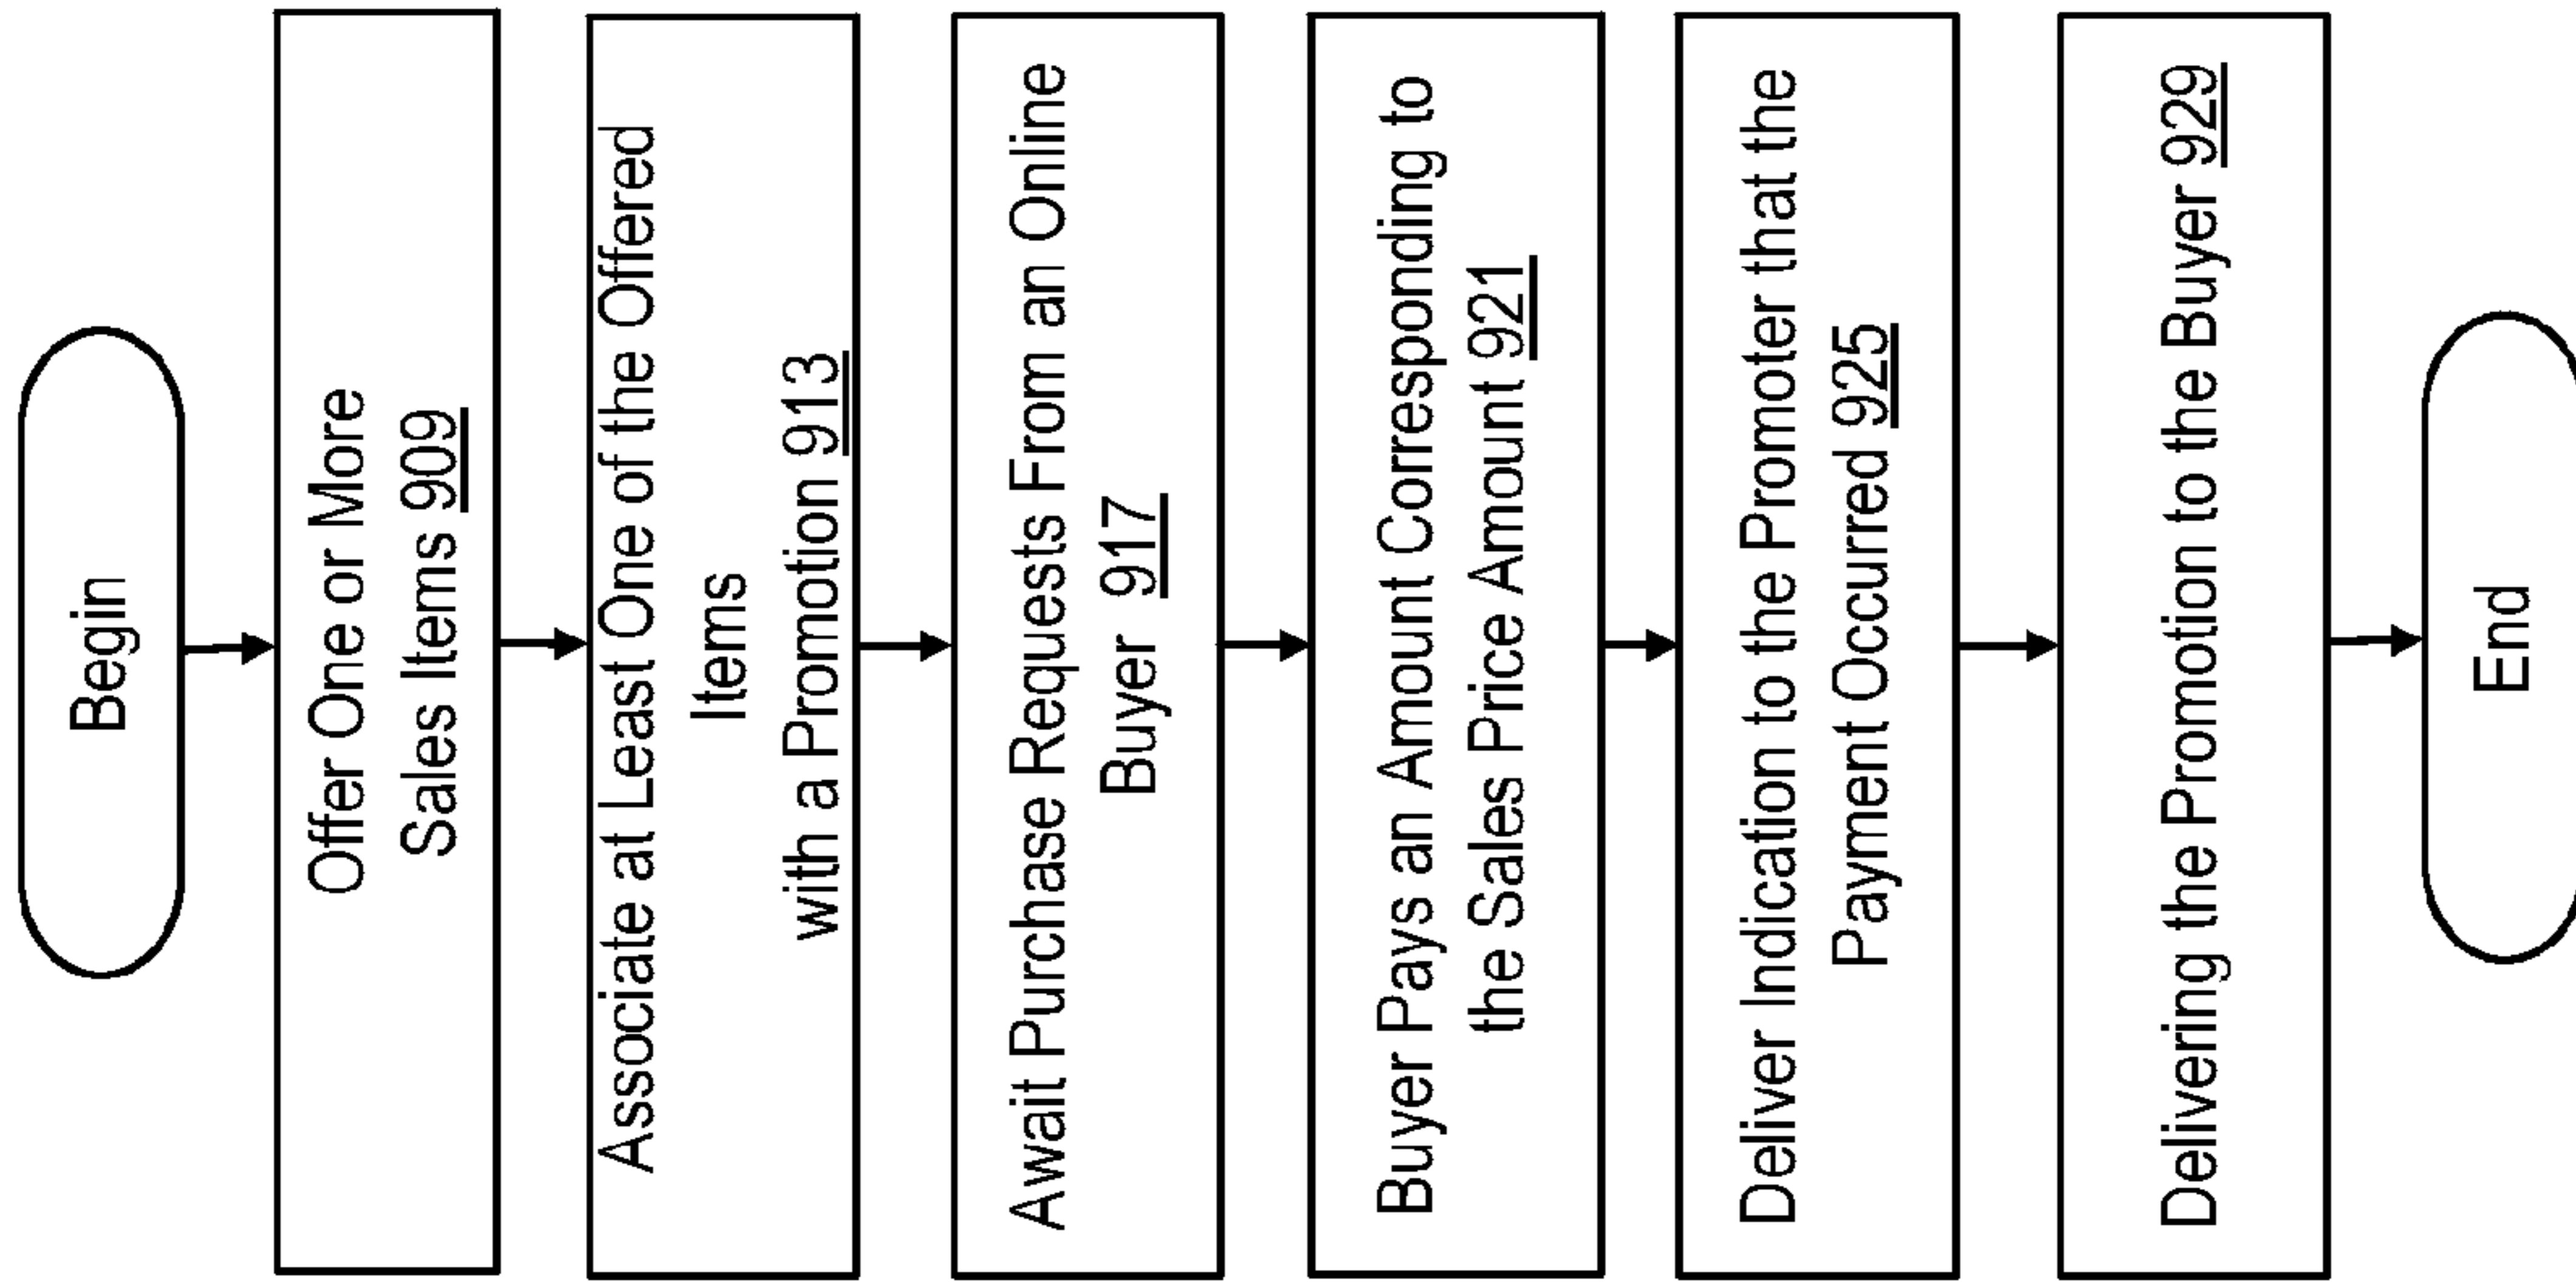 Begin
Offer One or More
Sales Items 909
Associate at Least One of the Offered
Items
with a Promotion 913
Await Purchase Requests From an Online
Buyer 917
Buyer Pays an Amount Corresponding to
the Sales Price Amount 921
Deliver Indication to the Promoter that the
Payment Occurred 925
Delivering the Promotion to the Buyer 929
End